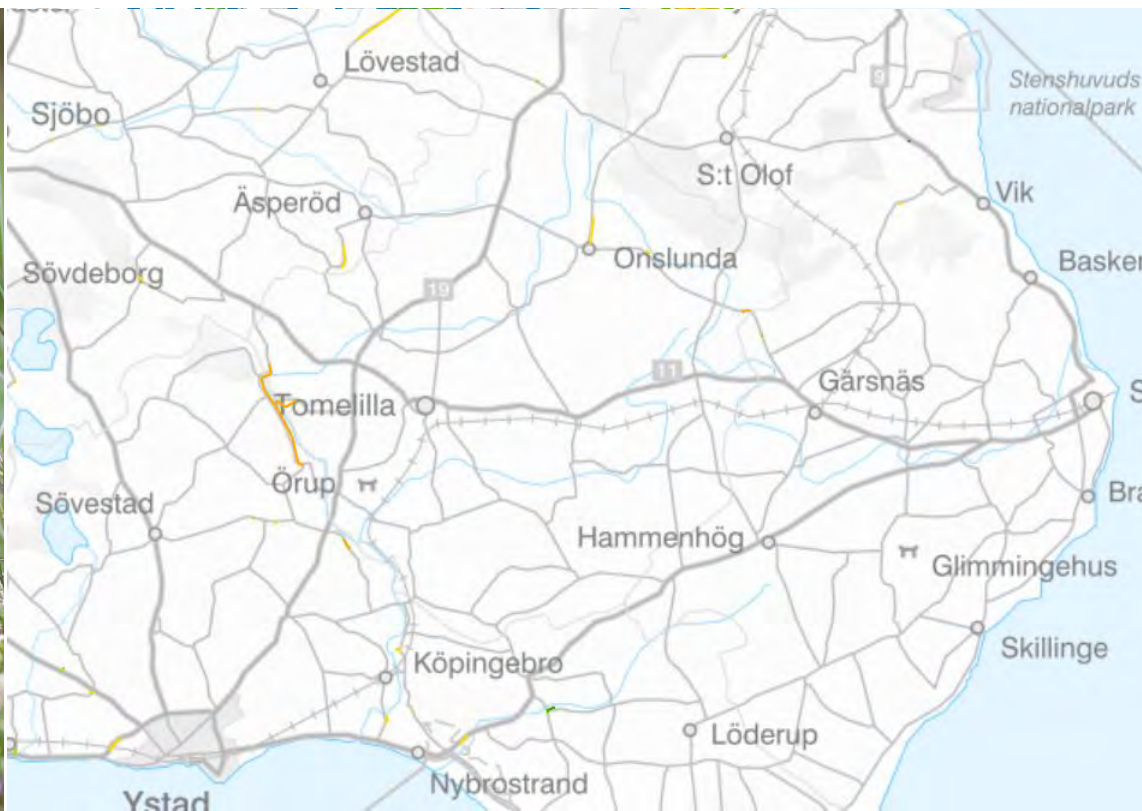 Lövestad
Stenshuvuds
nationalpark
9
Sjöbo
S:t Olof
Äsperöd
Vik
Onslunda
Sövdeborg
19
11
Gärsnäs
Tomelilla
Örup
Sövestad
Hammenhög
Glimmingehus
Skillinge
Köpingebro
Löderup
Nybrostrand
Ystad